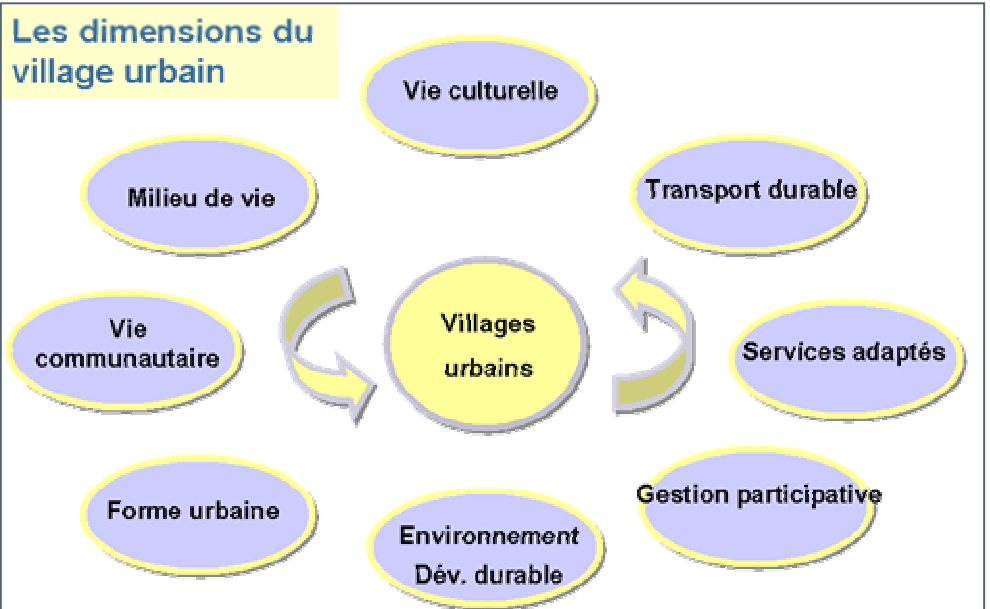 Les dimensions du
village urbain
Vie culturelle
Milieu de vie
Transport durable
Vie
communautaire
Villages
urbains
Services adaptés
Forme urbaine
Environnement
Dév. durable
Gestion participative